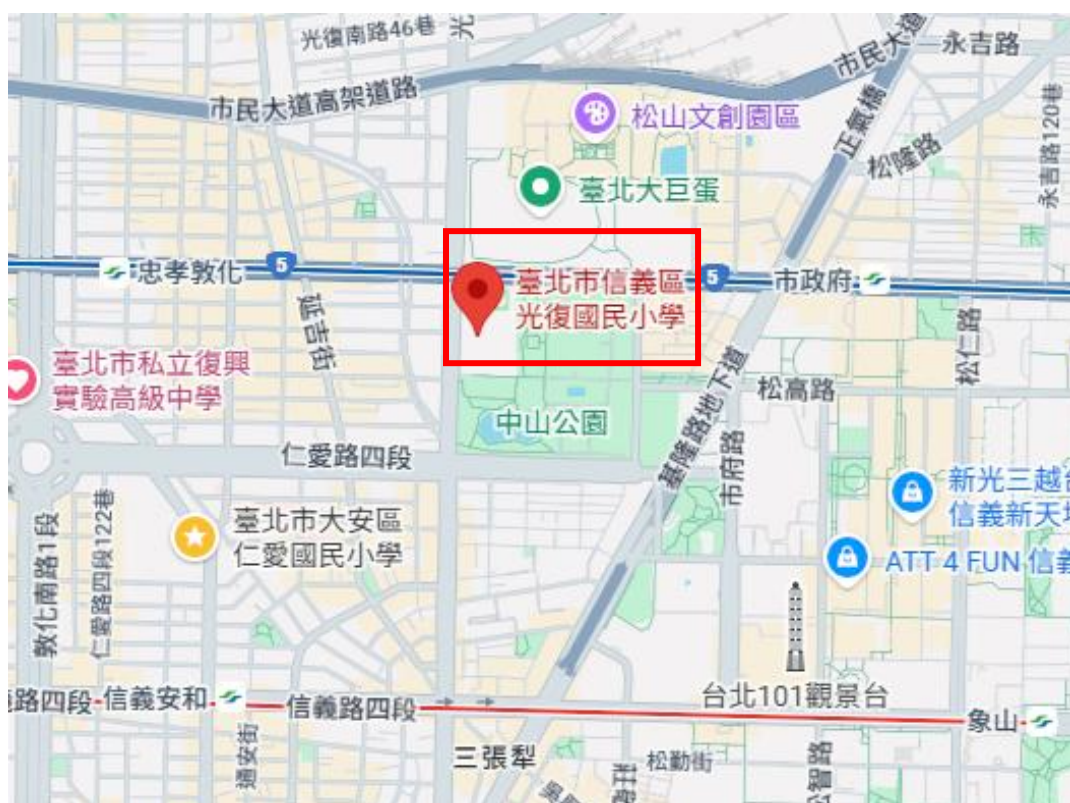 光復南路46巷
光
永吉路
市民大道
市民大道高架道路
松山文創園區
正氣橋
松隆路
永吉路120巷
臺北大巨蛋
忠孝敦化
5
臺北市信義區
光復國民小學
5
市政府
延吉街
松仁路
臺北市私立復興
實驗高級中學
松高路
中山公園
基隆路地下道
仁愛路四段
市府路
新光三越台
信義新天地
臺北市大安區
仁愛國民小學
敦化南路1段
仁愛路四段122巷
ATT 4 FUN 信義
台北101觀景台
路四段
信義安和
信義路四段
象山
通安街
三張犁
松勤街
莊敬
松智路
吳